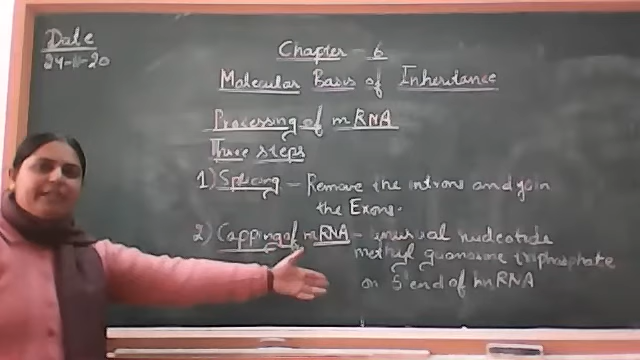 Date
24-11-20
Chapter - 6
Molecular Basis of Inheritance
Processing of mRNA
Three steps
1) Splicing - Remove the introns and join
the Exons.
2) Capping of mRNA - unusual nucleotide
methyl guanosine triphosphate
on 5' end of hnRNA